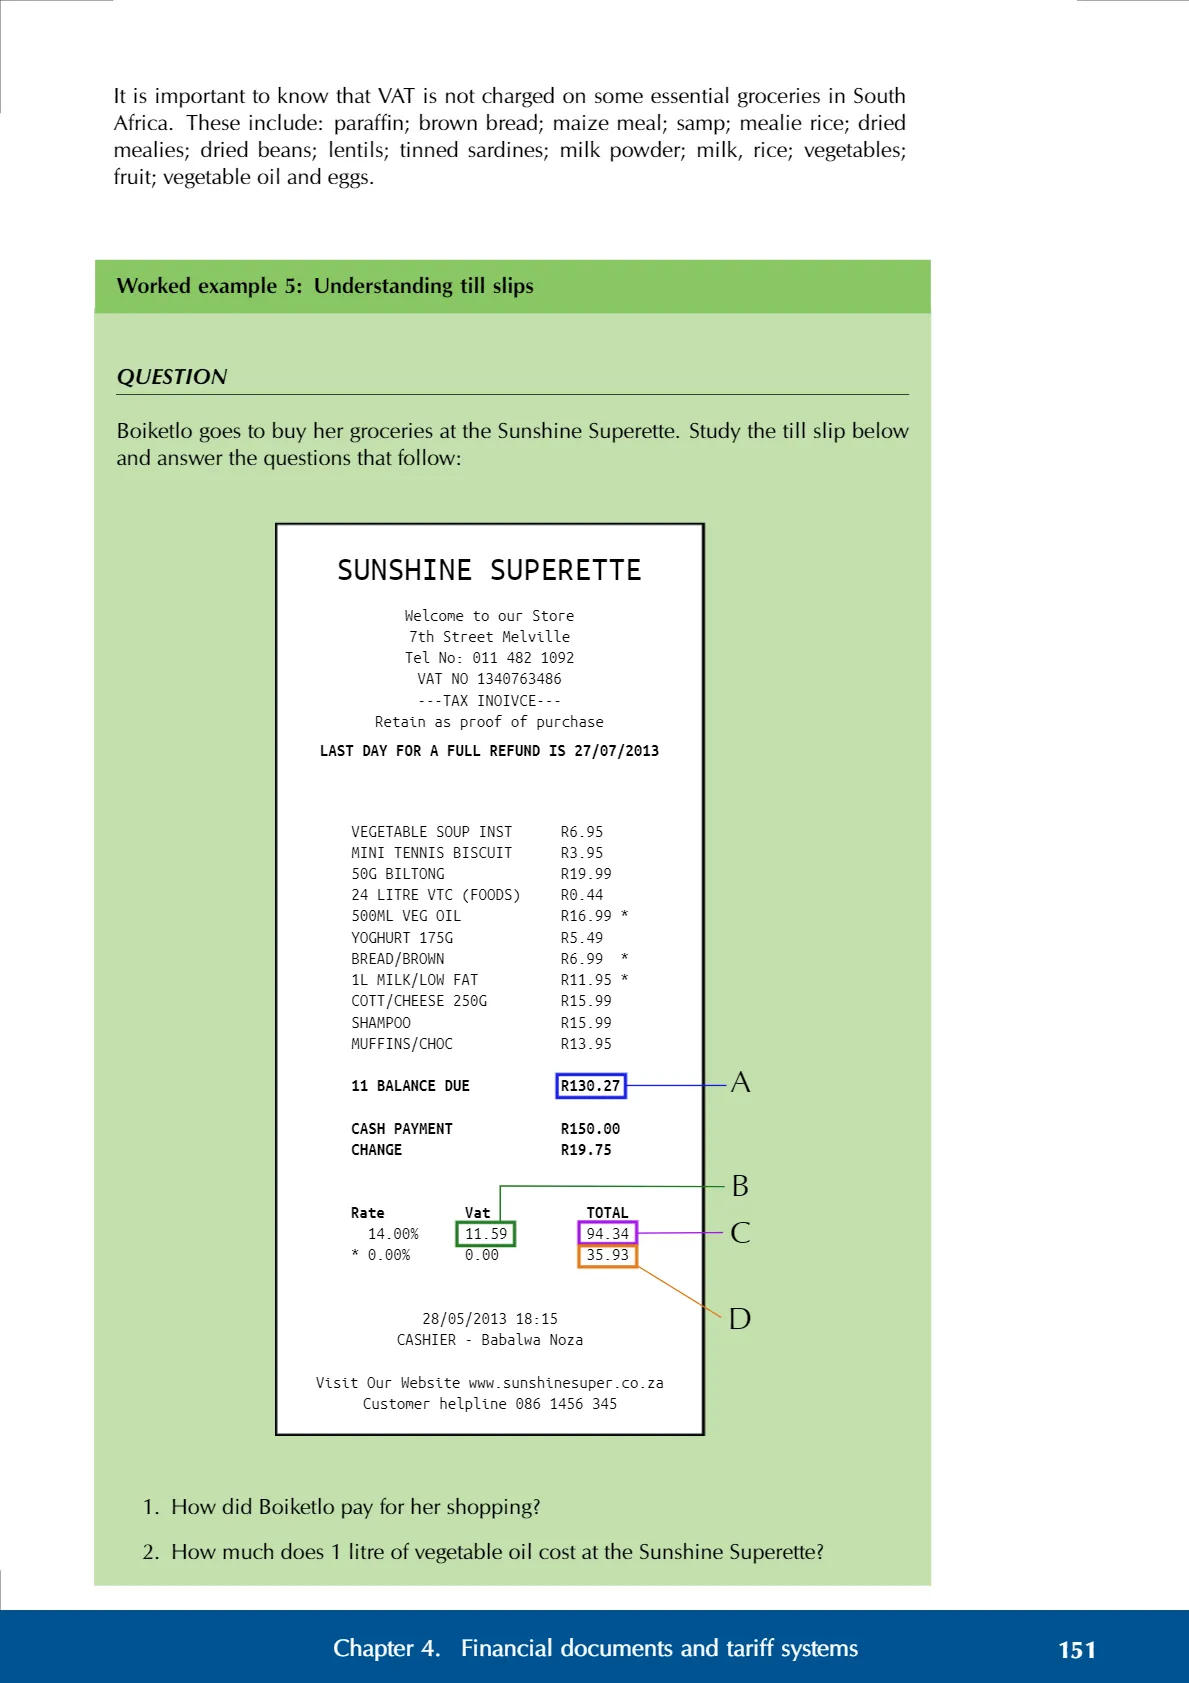 It is important to know that VAT is not charged on some essential groceries in South
Africa. These include: paraffin; brown bread; maize meal; samp; mealie rice; dried
mealies; dried beans; lentils; tinned sardines; milk powder; milk, rice; vegetables;
fruit; vegetable oil and eggs.
Worked example 5: Understanding till slips
QUESTION
Boiketlo goes to buy her groceries at the Sunshine Superette. Study the till slip below
and answer the questions that follow:
SUNSHINE SUPERETTE
Welcome to our Store
7th Street Melville
Tel No: 011 482 1092
VAT NO 1340763486
---TAX INOIVCE---
Retain as proof of purchase
LAST DAY FOR A FULL REFUND IS 27/07/2013
VEGETABLE SOUP INST R6.95
MINI TENNIS BISCUIT R3.95
50G BILTONG R19.99
24 LITRE VTC (FOODS) R0.44
500ML VEG OIL R16.99 *
YOGHURT 175G R5.49
BREAD/BROWN R6.99 *
1L MILK/LOW FAT R11.95 *
COTT/CHEESE 250G R15.99
SHAMPOO R15.99
MUFFINS/CHOC R13.95
11 BALANCE DUE R130.27 A
CASH PAYMENT R150.00
CHANGE R19.75
B
Rate Vat TOTAL
14.00% 11.59 94.34 C
* 0.00% 0.00 35.93
D
28/05/2013 18:15
CASHIER - Babalwa Noza
Visit Our Website www.sunshinesuper.co.za
Customer helpline 086 1456 345
1. How did Boiketlo pay for her shopping?
2. How much does 1 litre of vegetable oil cost at the Sunshine Superette?
Chapter 4. Financial documents and tariff systems 151